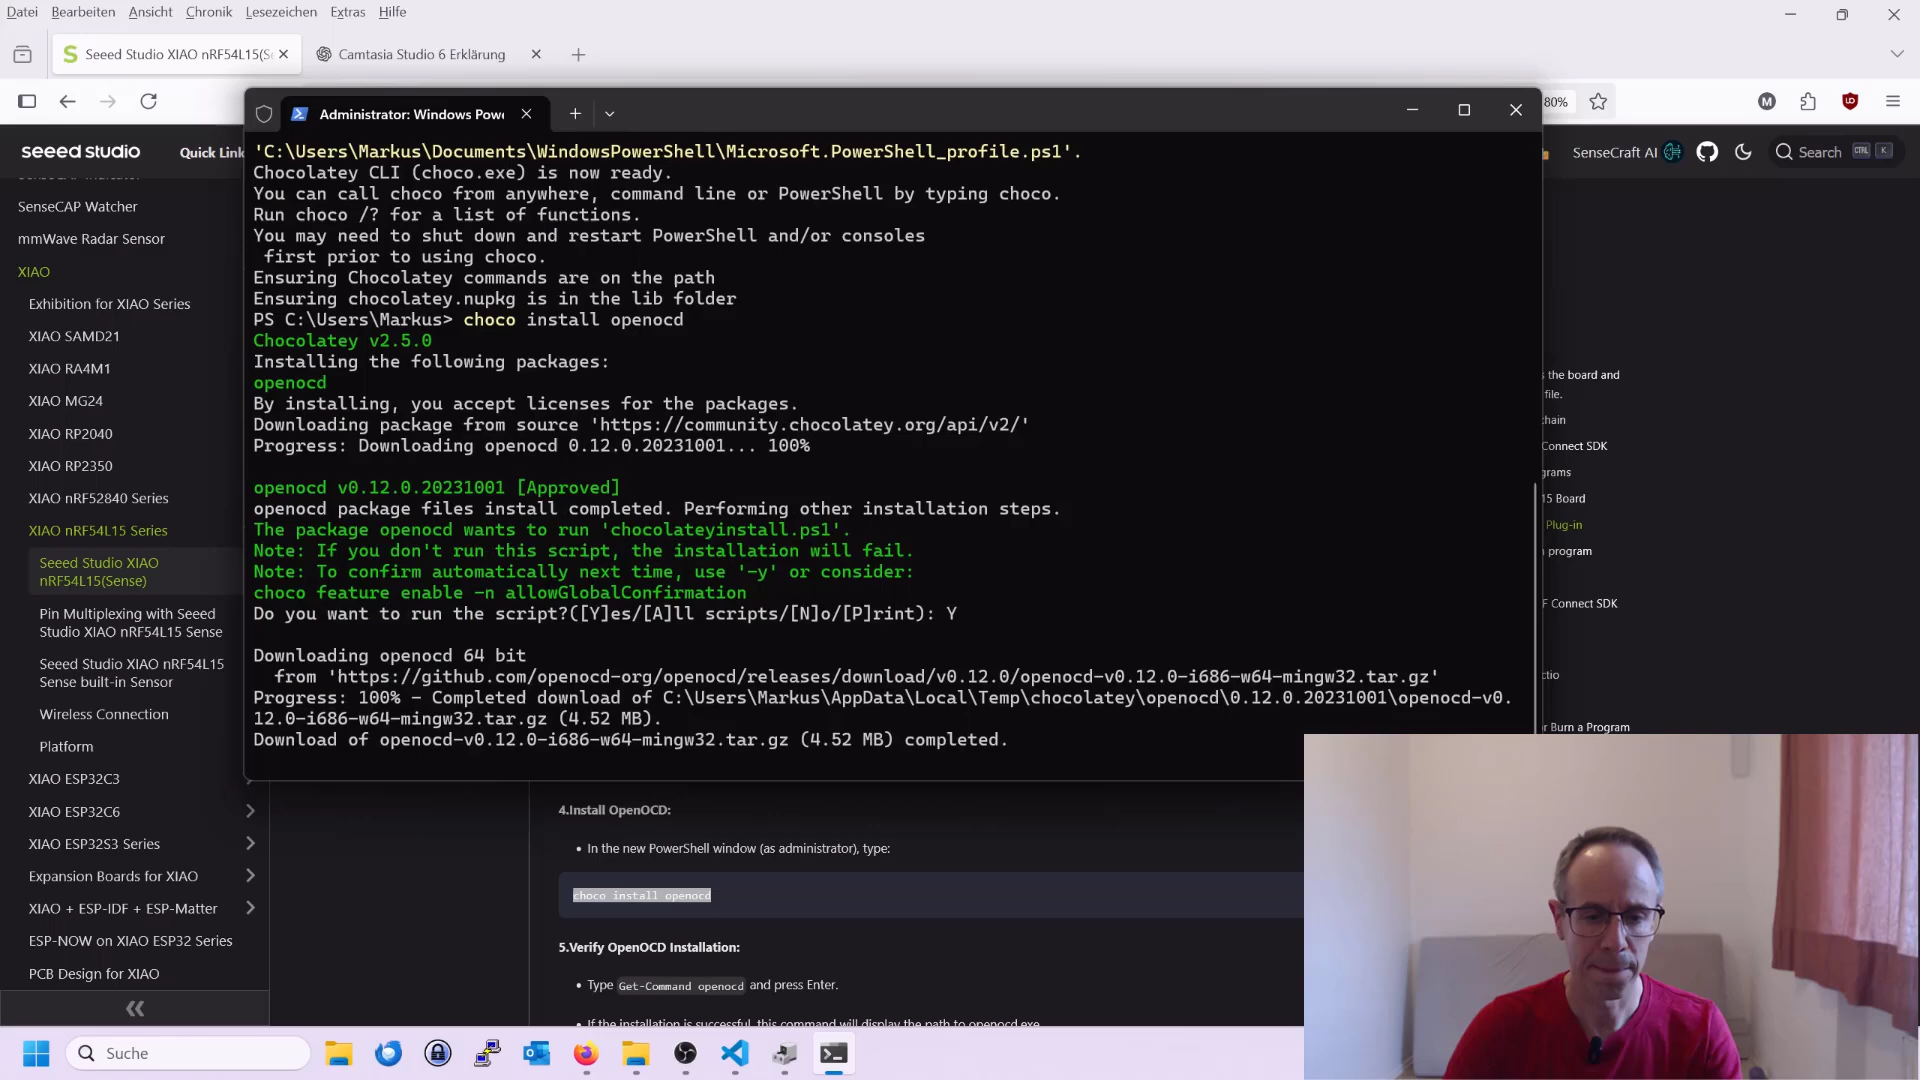 Datei Bearbeiten Ansicht Chronik Lesezeichen Extras Hilfe
Seeed Studio XIAO nRF54L15(Se
Camtasia Studio 6 Erklärung
80%
M
Administrator: Windows Powe
seeed studio
Quick Link
SenseCraft AI
Search CTRL K
SenseCAP Watcher
mmWave Radar Sensor
XIAO
Exhibition for XIAO Series
XIAO SAMD21
XIAO RA4M1
XIAO MG24
XIAO RP2040
XIAO RP2350
XIAO nRF52840 Series
XIAO nRF54L15 Series
Seeed Studio XIAO
nRF54L15(Sense)
Pin Multiplexing with Seeed
Studio XIAO nRF54L15 Sense
Seeed Studio XIAO nRF54L15
Sense built-in Sensor
Wireless Connection
Platform
XIAO ESP32C3
XIAO ESP32C6
XIAO ESP32S3 Series
Expansion Boards for XIAO
XIAO + ESP-IDF + ESP-Matter
ESP-NOW on XIAO ESP32 Series
PCB Design for XIAO
'C:\Users\Markus\Documents\WindowsPowerShell\Microsoft.PowerShell_profile.ps1'.
Chocolatey CLI (choco.exe) is now ready.
You can call choco from anywhere, command line or PowerShell by typing choco.
Run choco /? for a list of functions.
You may need to shut down and restart PowerShell and/or consoles
first prior to using choco.
Ensuring Chocolatey commands are on the path
Ensuring chocolatey.nupkg is in the lib folder
PS C:\Users\Markus> choco install openocd
Chocolatey v2.5.0
Installing the following packages:
openocd
By installing, you accept licenses for the packages.
Downloading package from source 'https://community.chocolatey.org/api/v2/'
Progress: Downloading openocd 0.12.0.20231001... 100%
openocd v0.12.0.20231001 [Approved]
openocd package files install completed. Performing other installation steps.
The package openocd wants to run 'chocolateyinstall.ps1'.
Note: If you don't run this script, the installation will fail.
Note: To confirm automatically next time, use '-y' or consider:
choco feature enable -n allowGlobalConfirmation
Do you want to run the script?([Y]es/[A]ll scripts/[N]o/[P]rint): Y
Downloading openocd 64 bit
from 'https://github.com/openocd-org/openocd/releases/download/v0.12.0/openocd-v0.12.0-i686-w64-mingw32.tar.gz'
Progress: 100% - Completed download of C:\Users\Markus\AppData\Local\Temp\chocolatey\openocd\0.12.0.20231001\openocd-v0.
12.0-i686-w64-mingw32.tar.gz (4.52 MB).
Download of openocd-v0.12.0-i686-w64-mingw32.tar.gz (4.52 MB) completed.
the board and
file.
Connect SDK
15 Board
Plug-in
program
F Connect SDK
r Burn a Program
4.Install OpenOCD:
• In the new PowerShell window (as administrator), type:
choco install openocd
5.Verify OpenOCD Installation:
• Type Get-Command openocd and press Enter.
• If the installation is successful, this command will display the path to openocd.exe
Suche